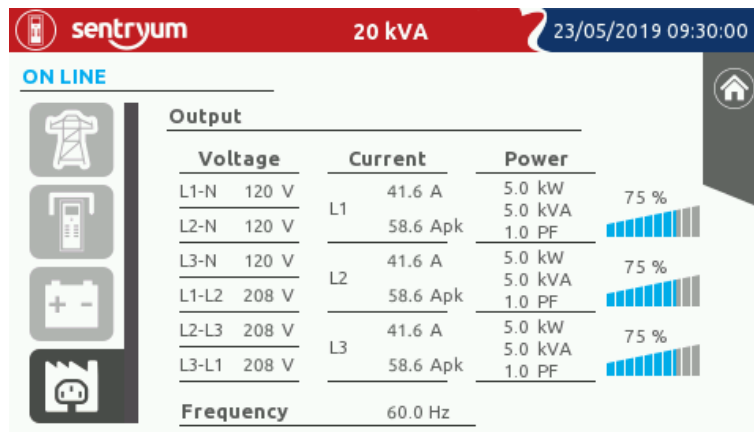 sentryum 20 kVA 23/05/2019 09:30:00
ON LINE
Output
Voltage Current Power
L1-N 120 V
L2-N 120 V
L3-N 120 V
L1-L2 208 V
L2-L3 208 V
L3-L1 208 V
L1 41.6 A
58.6 Apk
L2 41.6 A
58.6 Apk
L3 41.6 A
58.6 Apk
5.0 kW
5.0 kVA
1.0 PF
75 %
5.0 kW
5.0 kVA
1.0 PF
75 %
5.0 kW
5.0 kVA
1.0 PF
75 %
Frequency 60.0 Hz